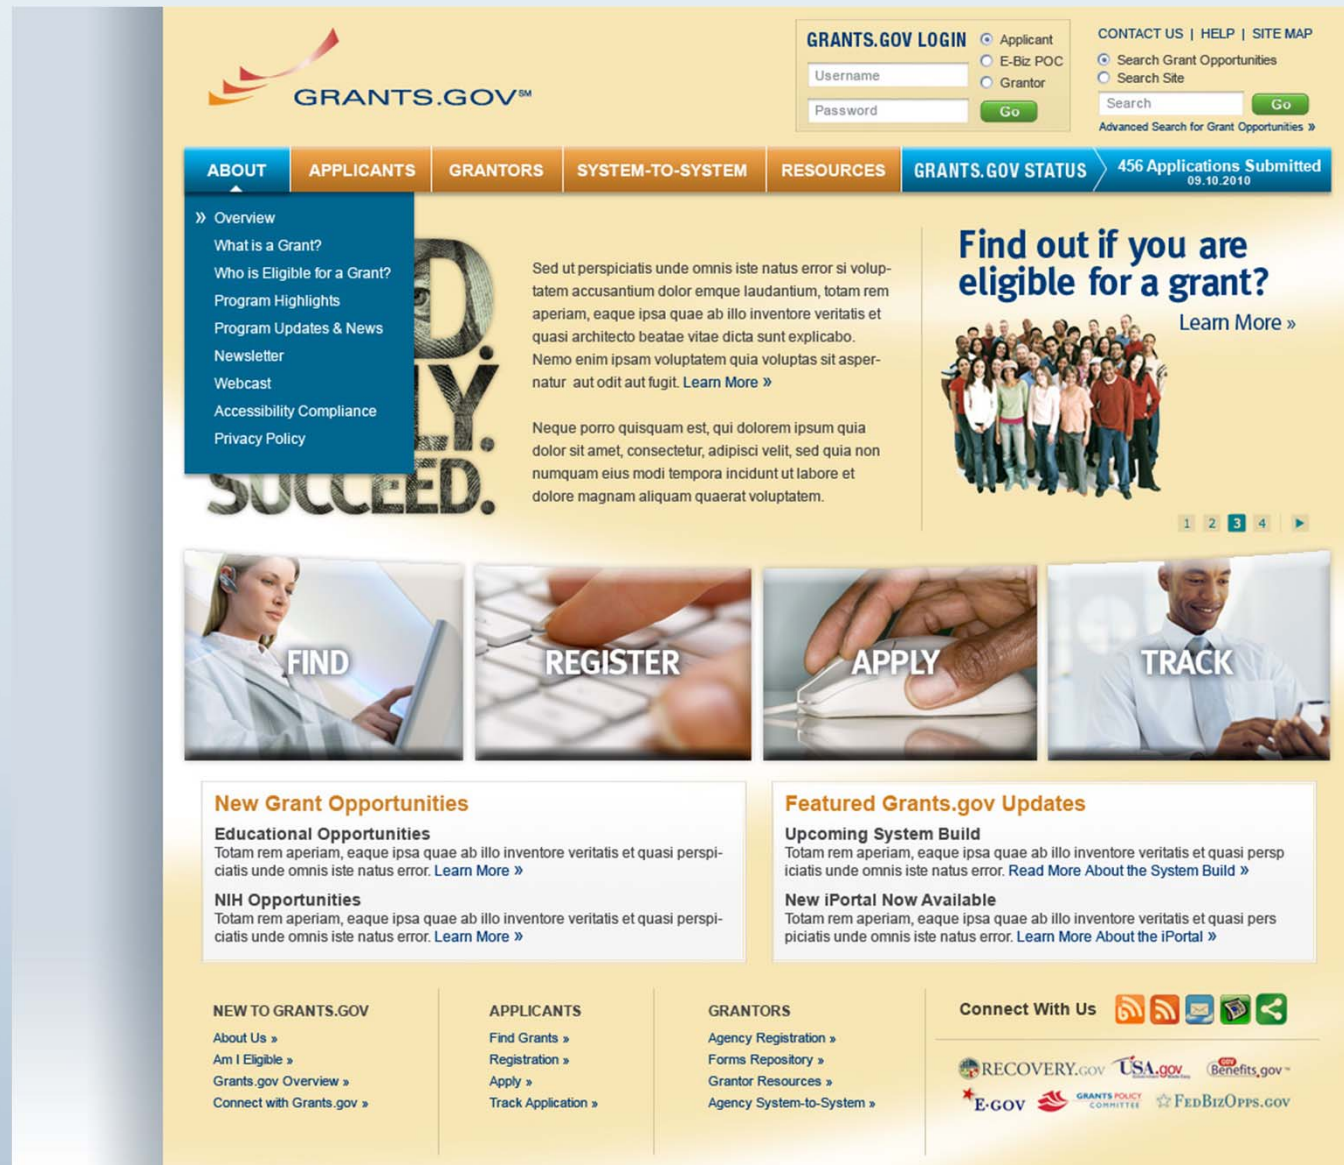 GRANTS.GOV℠
GRANTS.GOV LOGIN
Applicant
E-Biz POC
Grantor
Username
Password
Go
CONTACT US | HELP | SITE MAP
Search Grant Opportunities
Search Site
Search
Go
Advanced Search for Grant Opportunities »
ABOUT
APPLICANTS
GRANTORS
SYSTEM-TO-SYSTEM
RESOURCES
GRANTS.GOV STATUS
456 Applications Submitted
09.10.2010
» Overview
What is a Grant?
Who is Eligible for a Grant?
Program Highlights
Program Updates & News
Newsletter
Webcast
Accessibility Compliance
Privacy Policy
SUCCEED.
Sed ut perspiciatis unde omnis iste natus error si volup-
tatem accusantium dolor emque laudantium, totam rem
aperiam, eaque ipsa quae ab illo inventore veritatis et
quasi architecto beatae vitae dicta sunt explicabo.
Nemo enim ipsam voluptatem quia voluptas sit asper-
natur aut odit aut fugit. Learn More »
Neque porro quisquam est, qui dolorem ipsum quia
dolor sit amet, consectetur, adipisci velit, sed quia non
numquam eius modi tempora incidunt ut labore et
dolore magnam aliquam quaerat voluptatem.
Find out if you are
eligible for a grant?
Learn More »
1 2 3 4
FIND
REGISTER
APPLY
TRACK
New Grant Opportunities
Educational Opportunities
Totam rem aperiam, eaque ipsa quae ab illo inventore veritatis et quasi perspi-
ciatis unde omnis iste natus error. Learn More »
NIH Opportunities
Totam rem aperiam, eaque ipsa quae ab illo inventore veritatis et quasi perspi-
ciatis unde omnis iste natus error. Learn More »
Featured Grants.gov Updates
Upcoming System Build
Totam rem aperiam, eaque ipsa quae ab illo inventore veritatis et quasi persp
iciatis unde omnis iste natus error. Read More About the System Build »
New iPortal Now Available
Totam rem aperiam, eaque ipsa quae ab illo inventore veritatis et quasi pers
piciatis unde omnis iste natus error. Learn More About the iPortal »
NEW TO GRANTS.GOV
About Us »
Am I Eligible »
Grants.gov Overview »
Connect with Grants.gov »
APPLICANTS
Find Grants »
Registration »
Apply »
Track Application »
GRANTORS
Agency Registration »
Forms Repository »
Grantor Resources »
Agency System-to-System »
Connect With Us
RECOVERY.GOV
USA.gov
GOV Benefits.gov
E-GOV
GRANTS POLICY
COMMITTEE
FEDBIZOPPS.GOV